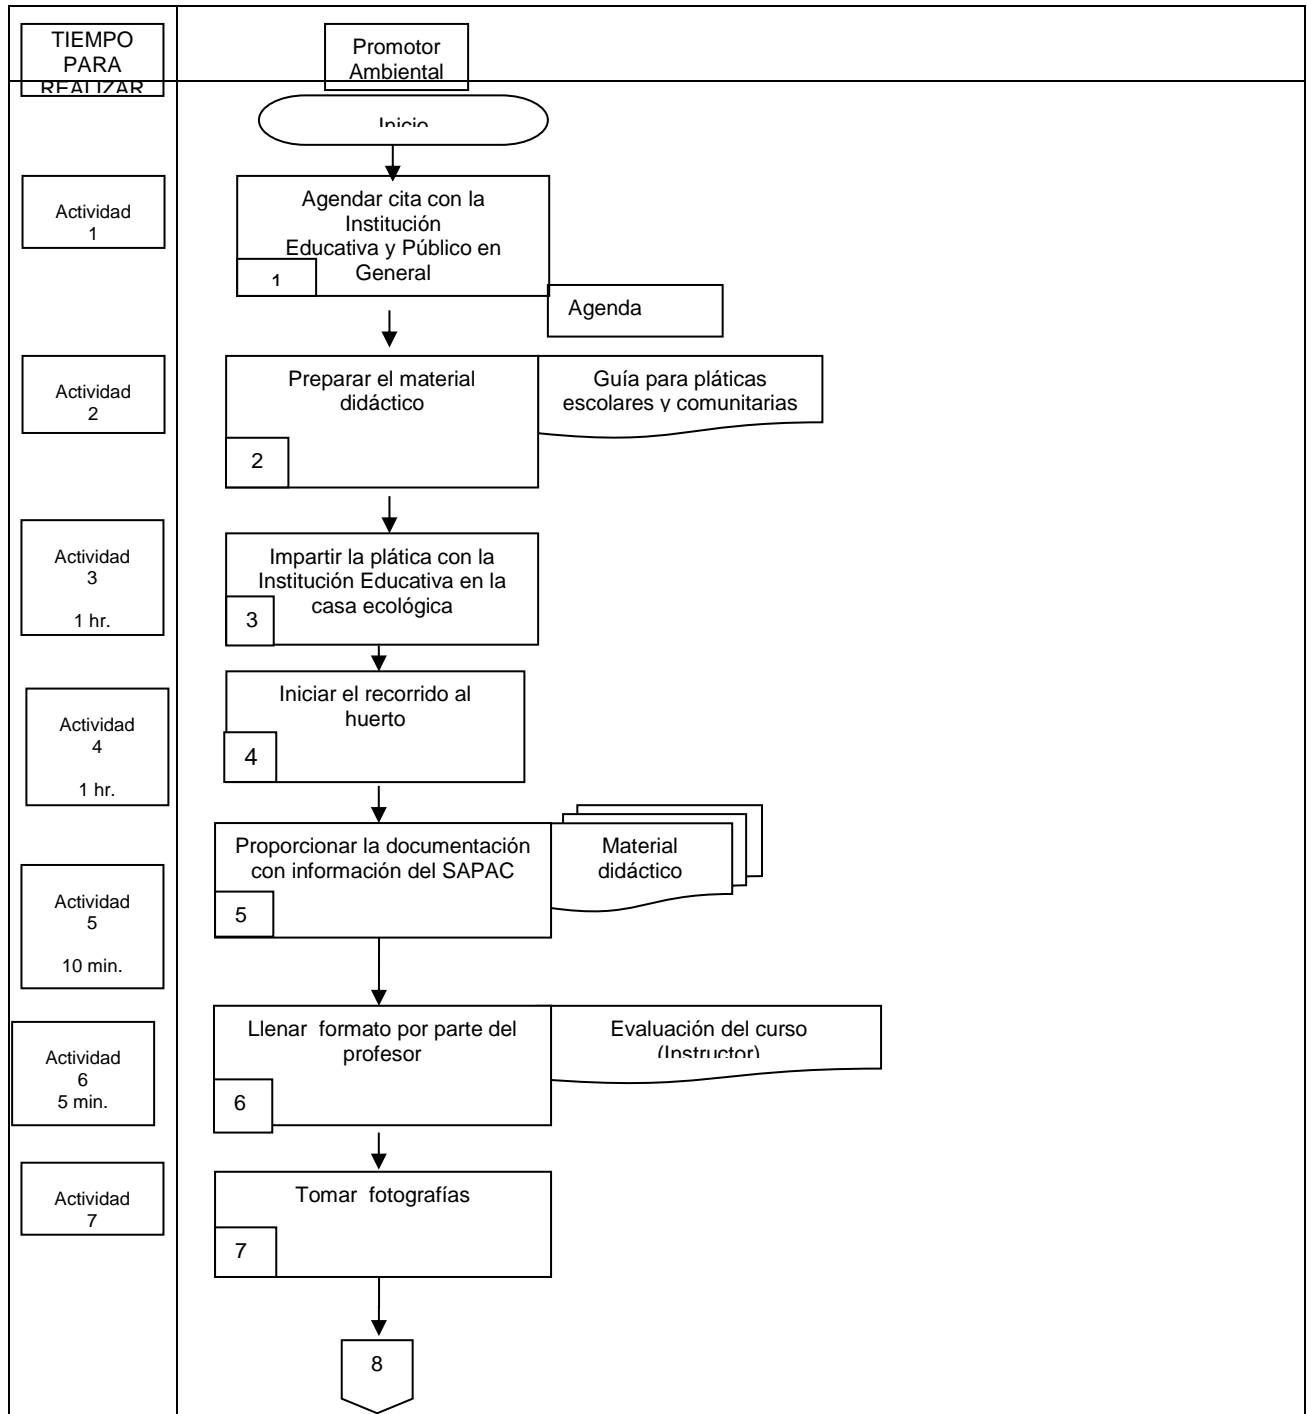 TIEMPO
PARA
REALIZAR
Promotor
Ambiental
Inicio
Actividad
1
Agendar cita con la
Institución
Educativa y Público en
General
1
Agenda
Actividad
2
Preparar el material
didáctico
2
Guía para pláticas
escolares y comunitarias
Actividad
3
1 hr.
Impartir la plática con la
Institución Educativa en la
casa ecológica
3
Actividad
4
1 hr.
Iniciar el recorrido al
huerto
4
Actividad
5
10 min.
Proporcionar la documentación
con información del SAPAC
5
Material
didáctico
Actividad
6
5 min.
Llenar formato por parte del
profesor
6
Evaluación del curso
(Instructor)
Actividad
7
Tomar fotografías
7
8